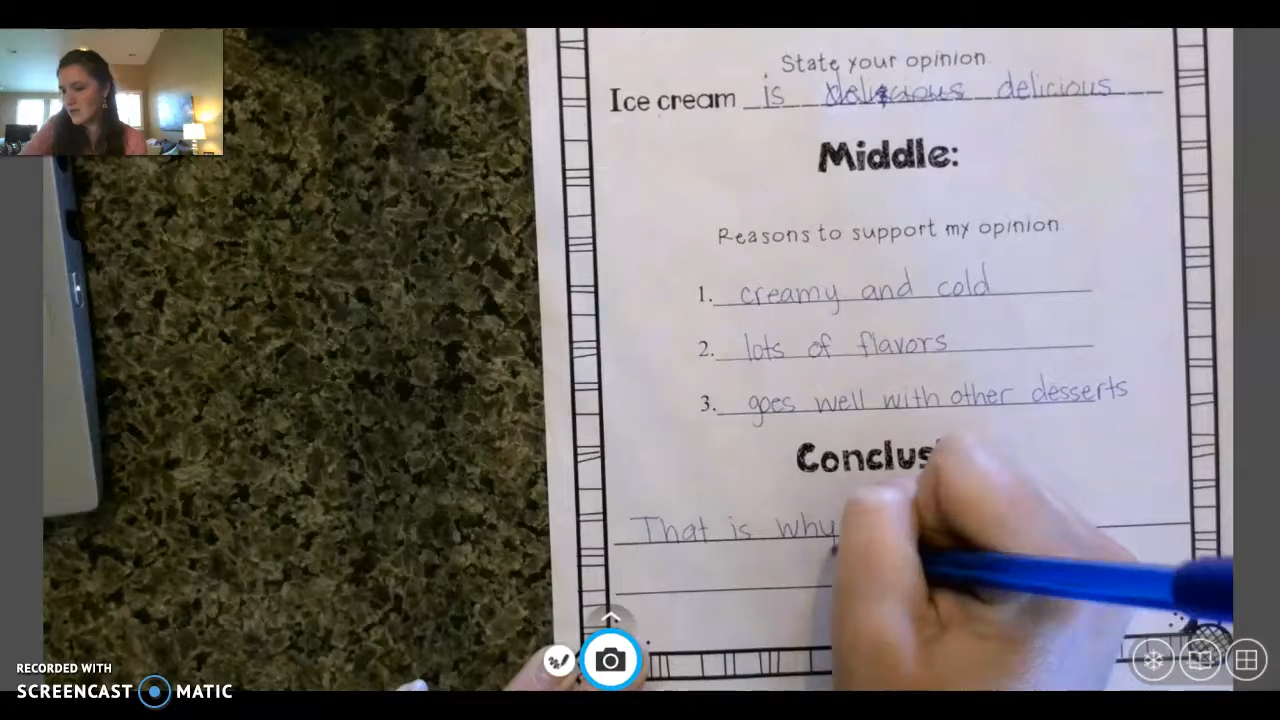 State your opinion
Ice cream is delicious delicious
Middle:
Reasons to support my opinion
1. creamy and cold
2. lots of flavors
3. goes well with other desserts
Conclus
That is why
RECORDED WITH
SCREENCAST MATIC